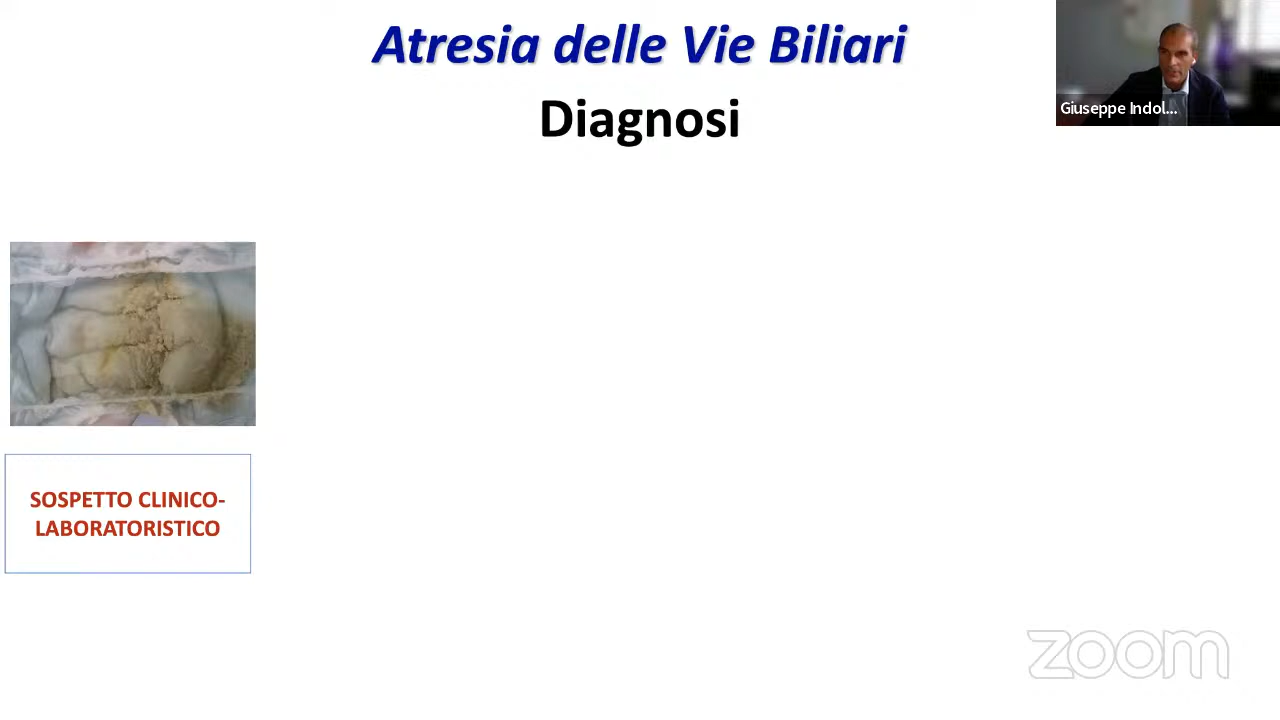 Atresia delle Vie Biliari
Diagnosi
Giuseppe Indol...
SOSPETTO CLINICO-
LABORATORISTICO
zoom